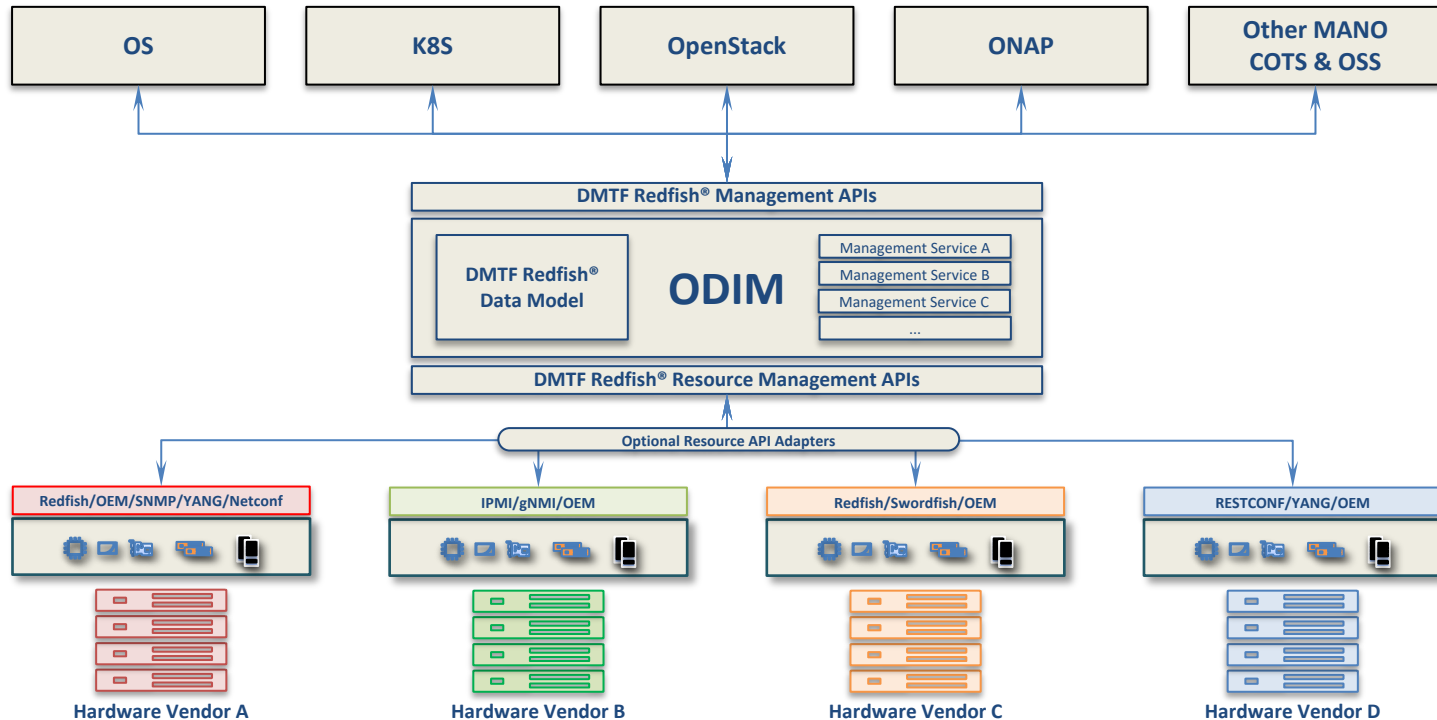 OS
K8S
OpenStack
ONAP
Other MANO
COTS & OSS
DMTF Redfish® Management APIs
DMTF Redfish®
Data Model
ODIM
Management Service A
Management Service B
Management Service C
...
DMTF Redfish® Resource Management APIs
Optional Resource API Adapters
Redfish/OEM/SNMP/YANG/Netconf
IPMI/gNMI/OEM
Redfish/Swordfish/OEM
RESTCONF/YANG/OEM
Hardware Vendor A
Hardware Vendor B
Hardware Vendor C
Hardware Vendor D